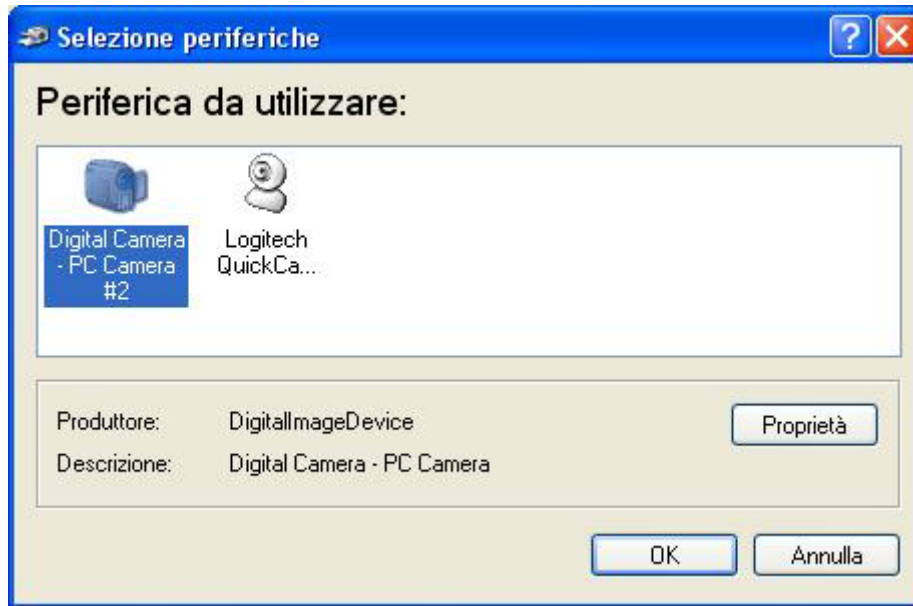 Selezione periferiche
Periferica da utilizzare:
Digital Camera
- PC Camera
#2
Logitech
QuickCa...
Produttore: DigitalImageDevice
Proprietà
Descrizione: Digital Camera - PC Camera
OK Annulla